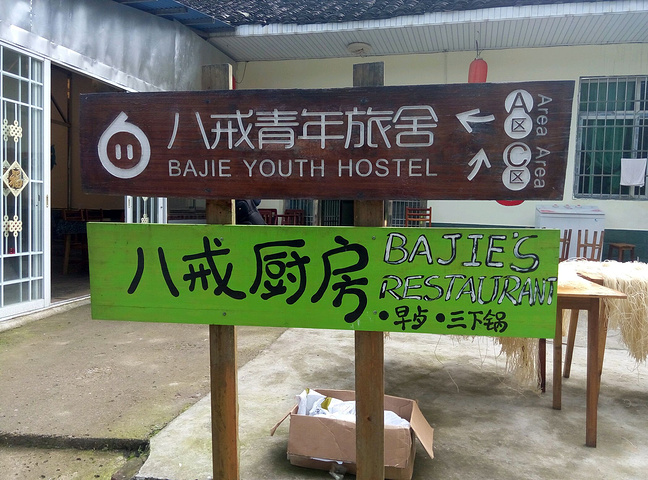 八戒青年旅舍
BAJIE YOUTH HOSTEL
← A区 Area
↑ C区 Area
八戒厨房
BAJIE'S
RESTAURANT
·早点·三下锅